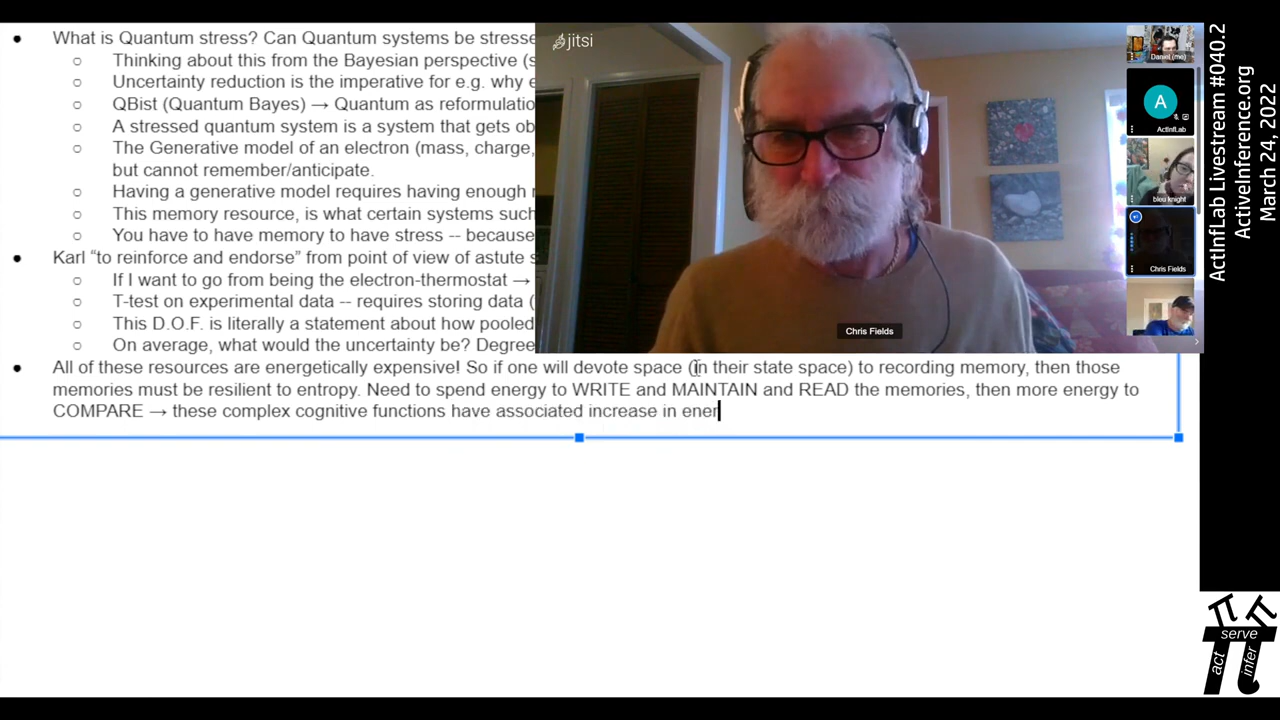 What is Quantum stress? Can Quantum systems be stresse
Thinking about this from the Bayesian perspective (s
Uncertainty reduction is the imperative for e.g. why e
QBist (Quantum Bayes) → Quantum as reformulatio
A stressed quantum system is a system that gets ob
The Generative model of an electron (mass, charge,
but cannot remember/anticipate.
Having a generative model requires having enough
This memory resource, is what certain systems such
You have to have memory to have stress -- because
Karl “to reinforce and endorse” from point of view of astute s
If I want to go from being the electron-thermostat →
T-test on experimental data -- requires storing data (
This D.O.F. is literally a statement about how pooled
On average, what would the uncertainty be? Degree
All of these resources are energetically expensive! So if one will devote space (in their state space) to recording memory, then those
memories must be resilient to entropy. Need to spend energy to WRITE and MAINTAIN and READ the memories, then more energy to
COMPARE → these complex cognitive functions have associated increase in ener
jitsi
Chris Fields
Daniel (me)
A
ActInfLab
bleu knight
Chris Fields
ActInfLab Livestream #040.2
ActiveInference.org
March 24, 2022
serve
act
infer